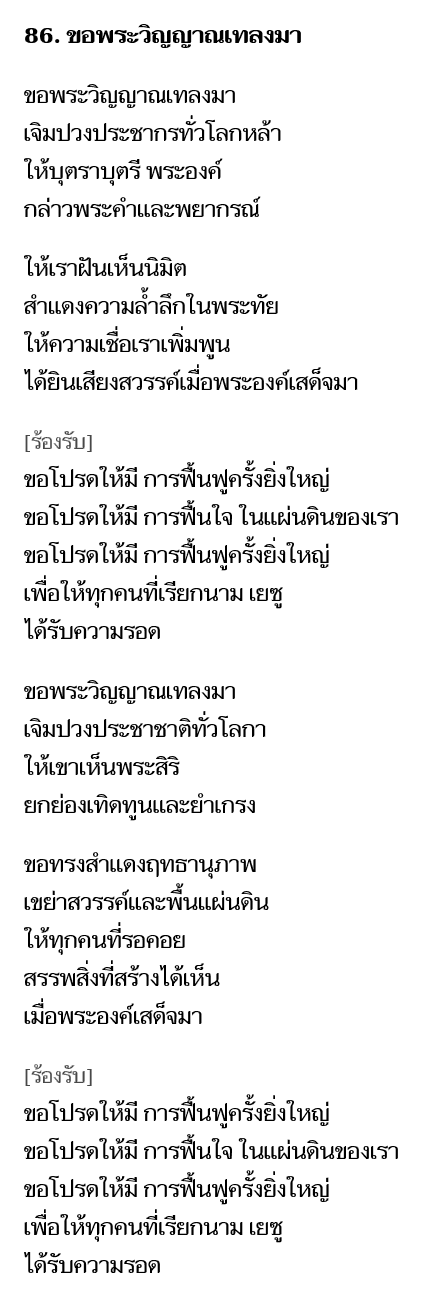 86. ขอพระวิญญาณเทลงมา
ขอพระวิญญาณเทลงมา
เจิมปวงประชากรทั่วโลกหล้า
ให้บุตราบุตรี พระองค์
กล่าวพระคำและพยากรณ์
ให้เราฝันเห็นนิมิต
สำแดงความล้ำลึกในพระทัย
ให้ความเชื่อเราเพิ่มพูน
ได้ยินเสียงสวรรค์เมื่อพระองค์เสด็จมา
[ร้องรับ]
ขอโปรดให้มี การฟื้นฟูครั้งยิ่งใหญ่
ขอโปรดให้มี การฟื้นใจ ในแผ่นดินของเรา
ขอโปรดให้มี การฟื้นฟูครั้งยิ่งใหญ่
เพื่อให้ทุกคนที่เรียกนาม เยซู
ได้รับความรอด
ขอพระวิญญาณเทลงมา
เจิมปวงประชาชาติทั่วโลกา
ให้เขาเห็นพระสิริ
ยกย่องเทิดทูนและยำเกรง
ขอทรงสำแดงฤทธานุภาพ
เขย่าสวรรค์และพื้นแผ่นดิน
ให้ทุกคนที่รอคอย
สรรพสิ่งที่สร้างได้เห็น
เมื่อพระองค์เสด็จมา
[ร้องรับ]
ขอโปรดให้มี การฟื้นฟูครั้งยิ่งใหญ่
ขอโปรดให้มี การฟื้นใจ ในแผ่นดินของเรา
ขอโปรดให้มี การฟื้นฟูครั้งยิ่งใหญ่
เพื่อให้ทุกคนที่เรียกนาม เยซู
ได้รับความรอด